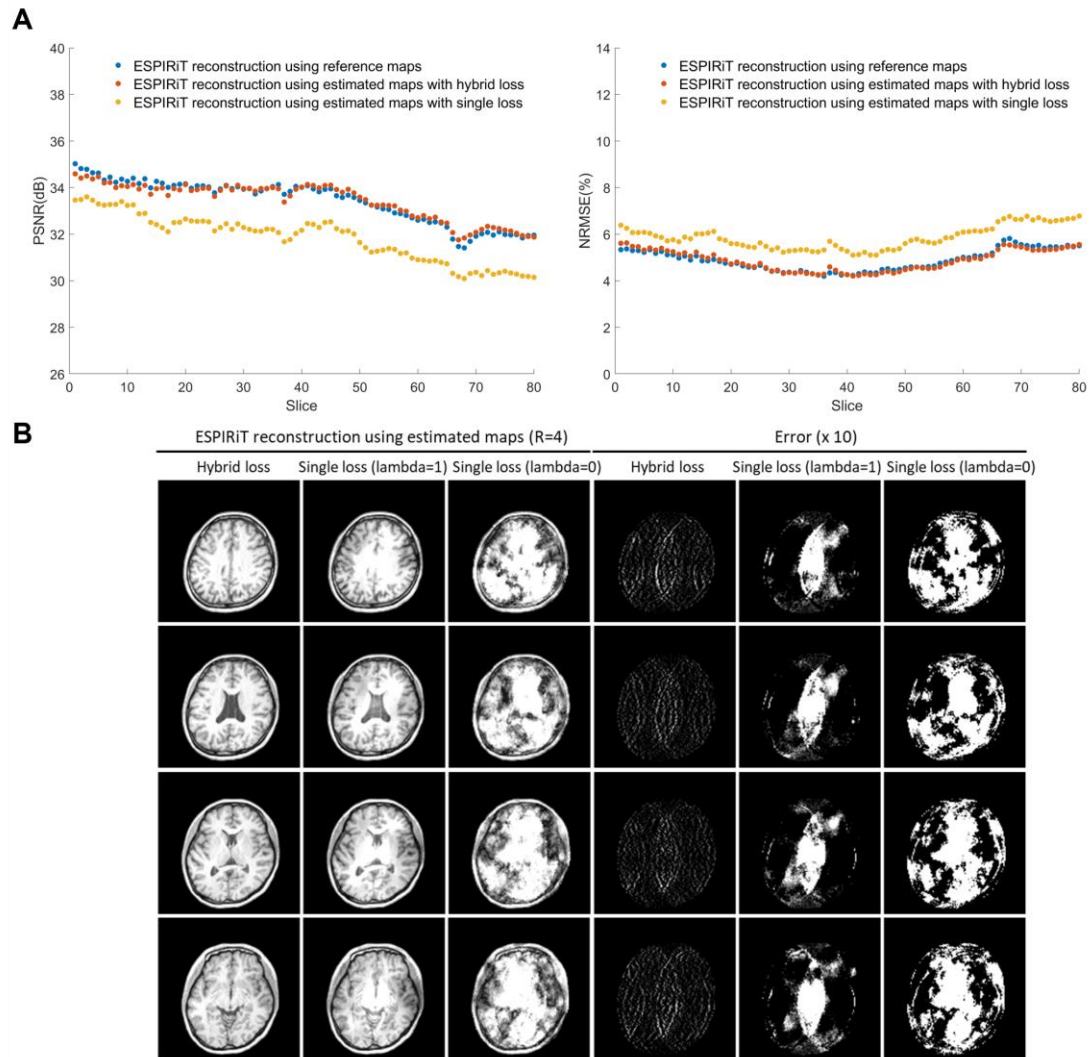 A
40
38
36
34
32
30
28
26
PSNR(dB)
0 10 20 30 40 50 60 70 80
Slice
ESPIRiT reconstruction using reference maps
ESPIRiT reconstruction using estimated maps with hybrid loss
ESPIRiT reconstruction using estimated maps with single loss
14
12
10
8
6
4
2
0
NRMSE(%)
0 10 20 30 40 50 60 70 80
Slice
ESPIRiT reconstruction using reference maps
ESPIRiT reconstruction using estimated maps with hybrid loss
ESPIRiT reconstruction using estimated maps with single loss
B
ESPIRiT reconstruction using estimated maps (R=4) Error (x 10)
Hybrid loss Single loss (lambda=1) Single loss (lambda=0) Hybrid loss Single loss (lambda=1) Single loss (lambda=0)